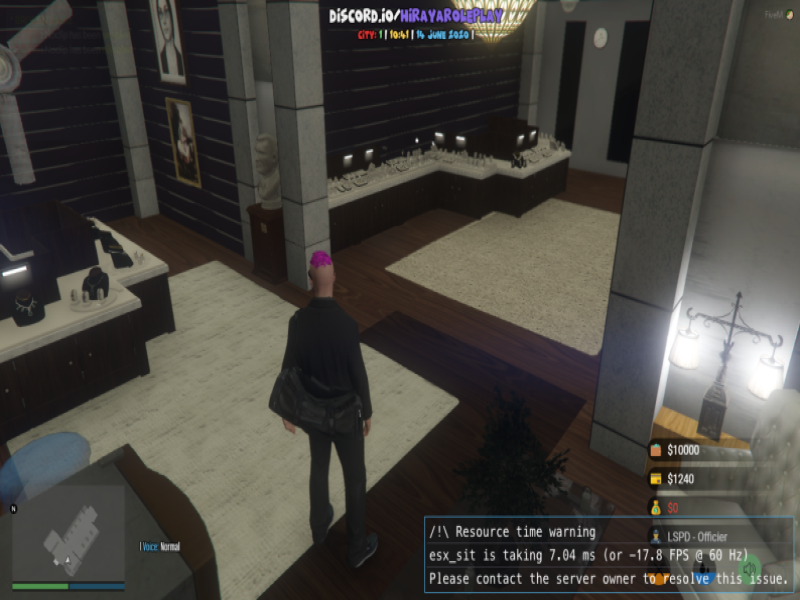 DISCORD.IO/HIRAYAROLEPLAY
FiveM
CITY: 1 | 10:41 | 14 JUNE 2020 |
$10000
$1240
$0
LSPD - Officier
N
Voice: Normal
/!\ Resource time warning
esx_sit is taking 7.04 ms (or -17.8 FPS @ 60 Hz)
Please contact the server owner to resolve this issue.